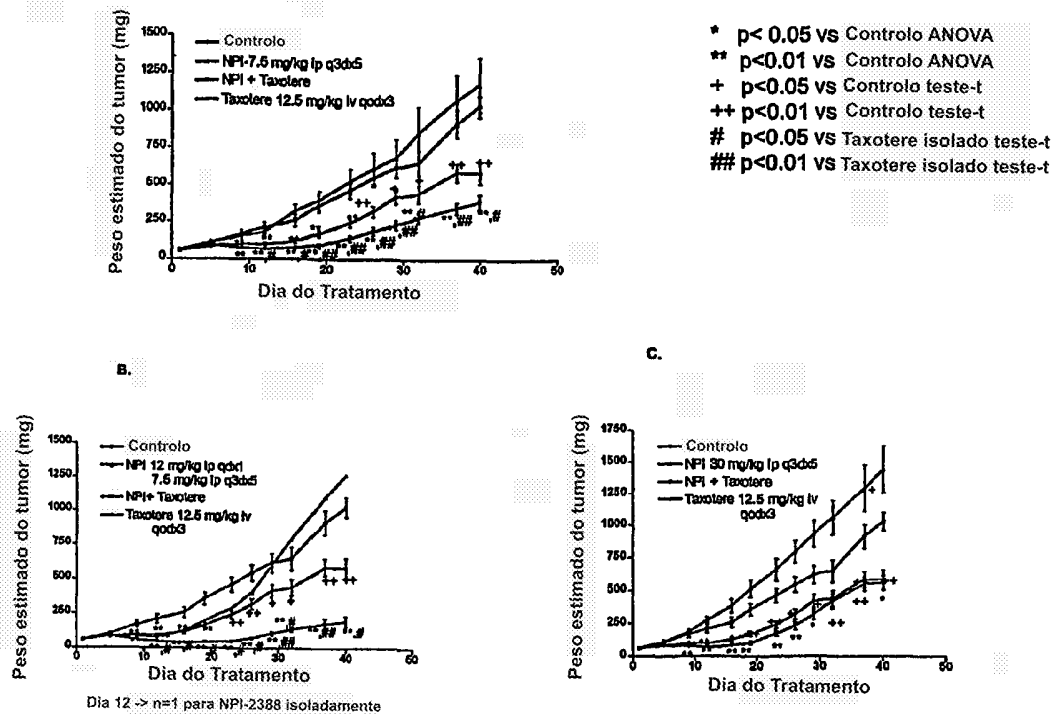 Peso estimado do tumor (mg)
1500
1250
1000
750
500
250
0
Controlo
NPI-7.5 mg/kg ip q3dx5
NPI + Taxotere
Taxotere 12.5 mg/kg iv qodx3
0 10 20 30 40 50
Dia do Tratamento
* p< 0.05 vs Controlo ANOVA
** p<0.01 vs Controlo ANOVA
+ p<0.05 vs Controlo teste-t
++ p<0.01 vs Controlo teste-t
# p<0.05 vs Taxotere isolado teste-t
## p<0.01 vs Taxotere isolado teste-t
B.
Peso estimado do tumor (mg)
1500
1250
1000
750
500
250
0
Controlo
NPI 12 mg/kg ip qdx1
7.5 mg/kg ip q3dx5
NPI+ Taxotere
Taxotere 12.5 mg/kg iv
qodx3
0 10 20 30 40 50
Dia do Tratamento
Dia 12 -> n=1 para NPI-2388 isoladamente
C.
Peso estimado do tumor (mg)
1750
1500
1250
1000
750
500
250
0
Controlo
NPI 30 mg/kg ip q3dx5
NPI + Taxotere
Taxotere 12.5 mg/kg iv
qodx3
0 10 20 30 40 50
Dia do Tratamento